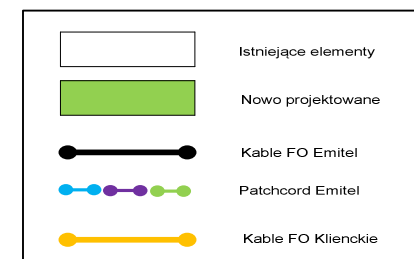 Istniejące elementy
Nowo projektowane
Kable FO Emitel
Patchcord Emitel
Kable FO Klienckie